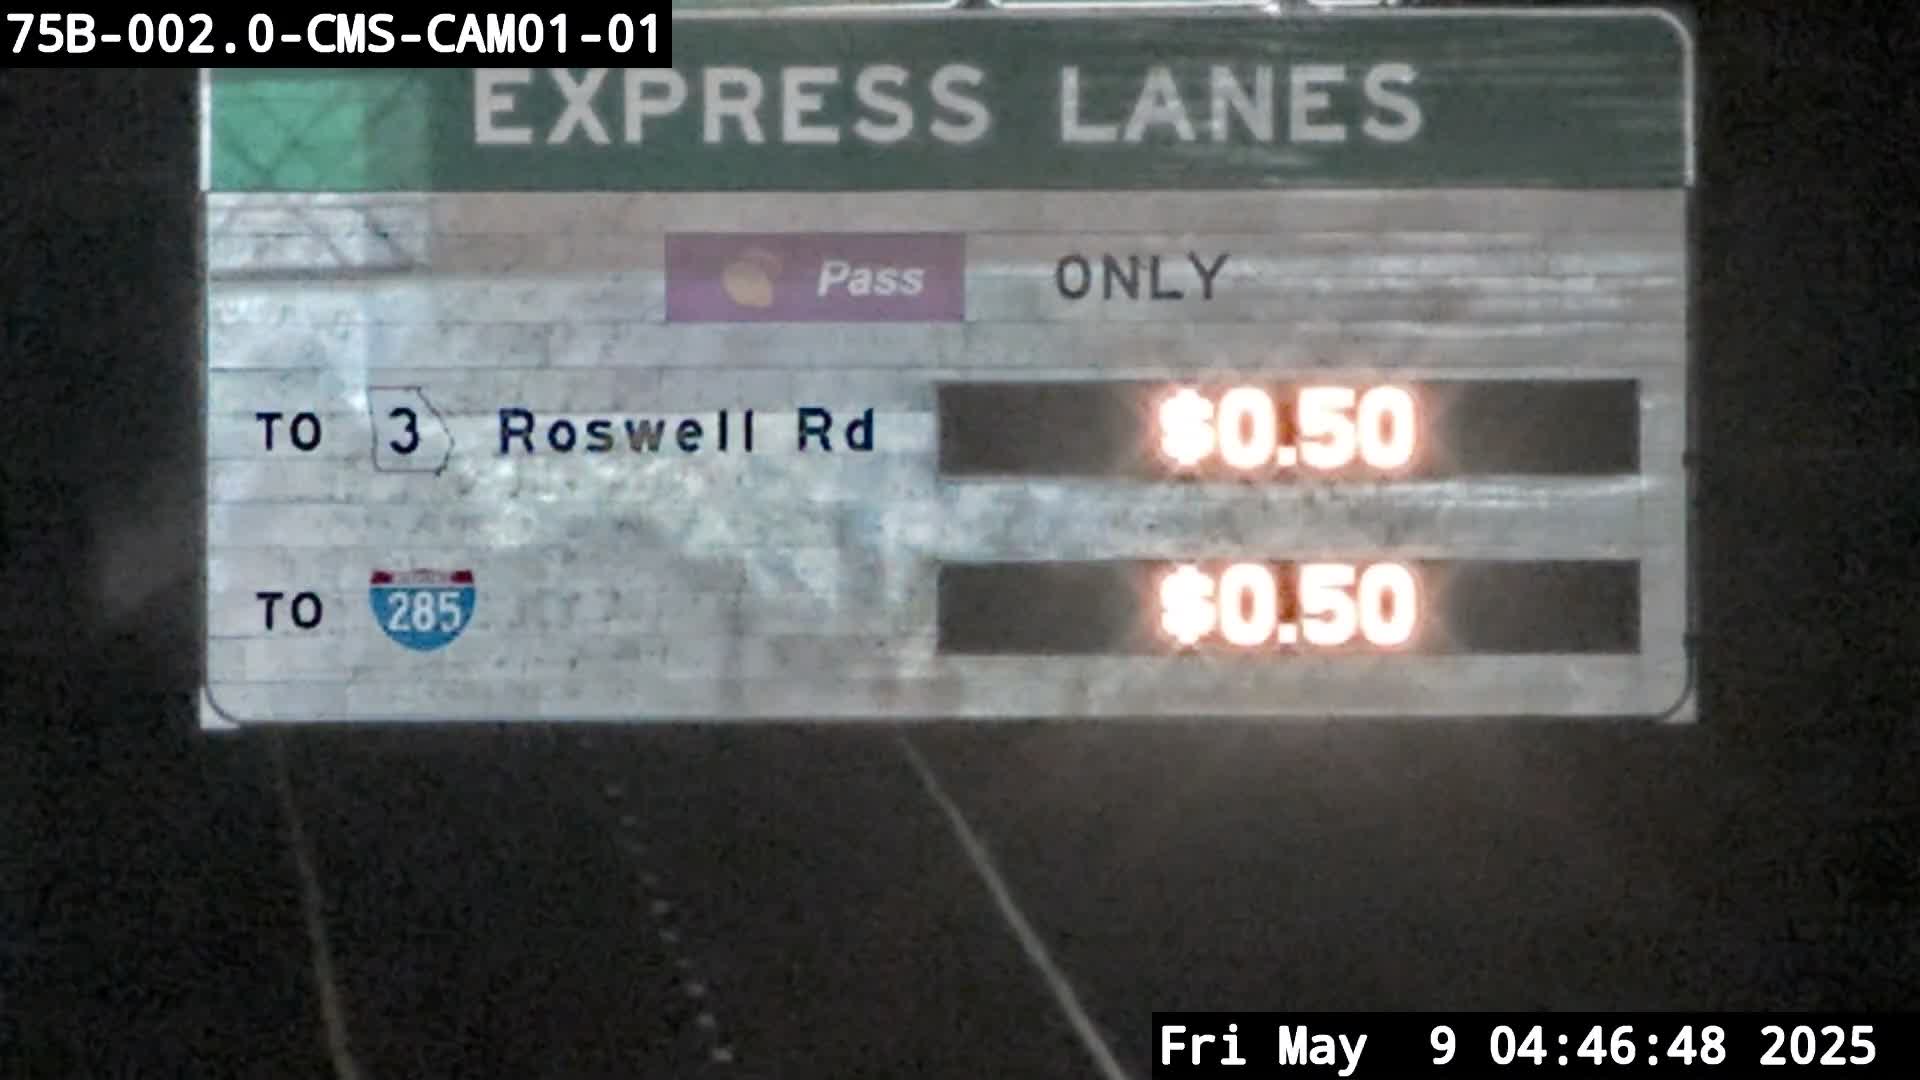 75B-002.0-CMS-CAM01-01
EXPRESS LANES
Pass ONLY
TO 3 Roswell Rd $0.50
TO 285 $0.50
Fri May 9 04:46:48 2025